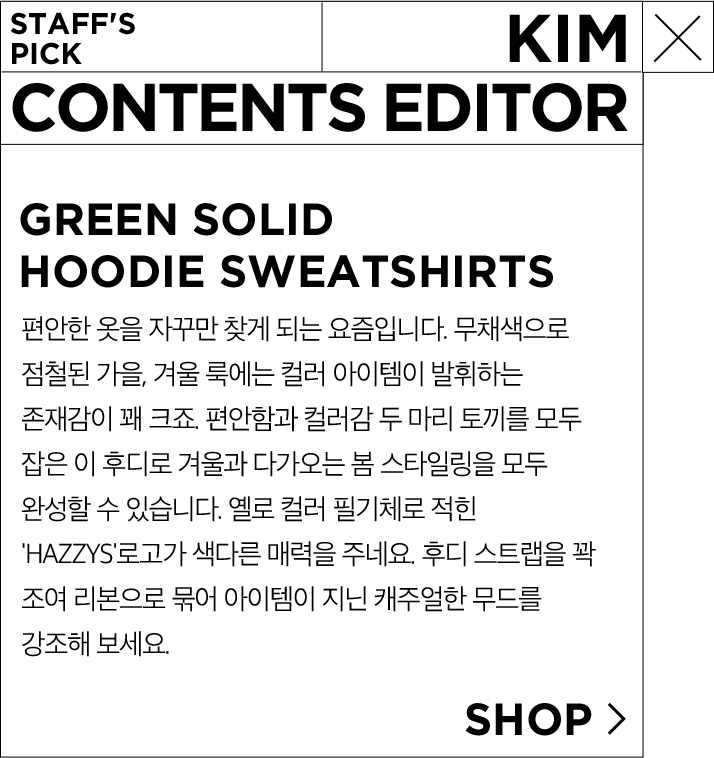 STAFF'S
PICK
KIM
CONTENTS EDITOR
GREEN SOLID
HOODIE SWEATSHIRTS
편안한 옷을 자꾸만 찾게 되는 요즘입니다. 무채색으로
점철된 가을, 겨울 룩에는 컬러 아이템이 발휘하는
존재감이 꽤 크죠. 편안함과 컬러감 두 마리 토끼를 모두
잡은 이 후디로 겨울과 다가오는 봄 스타일링을 모두
완성할 수 있습니다. 옐로 컬러 필기체로 적힌
'HAZZYS'로고가 색다른 매력을 주네요. 후디 스트랩을 꽉
조여 리본으로 묶어 아이템이 지닌 캐주얼한 무드를
강조해 보세요.
SHOP >